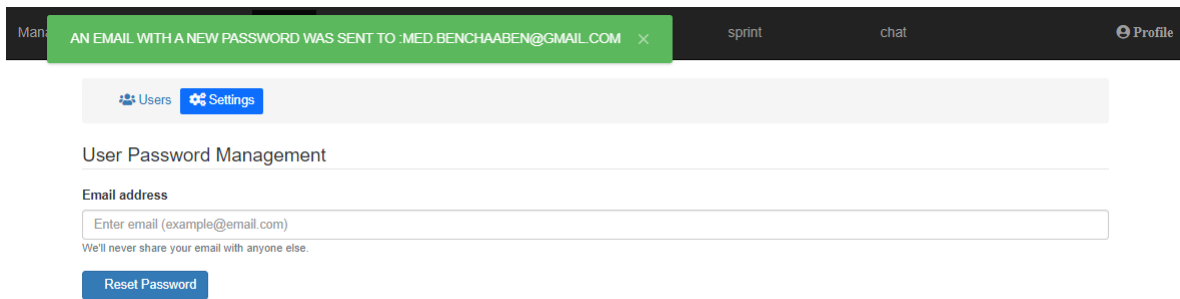 Mana
AN EMAIL WITH A NEW PASSWORD WAS SENT TO :MED.BENCHAABEN@GMAIL.COM ×
sprint
chat
Profile
Users
Settings
User Password Management
Email address
Enter email (example@email.com)
We'll never share your email with anyone else.
Reset Password